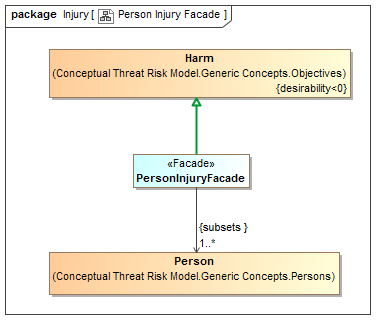 package Injury [ Person Injury Facade ]
Harm
(Conceptual Threat Risk Model.Generic Concepts.Objectives)
{desirability<0}
«Facade»
PersonInjuryFacade
{subsets }
1..*
Person
(Conceptual Threat Risk Model.Generic Concepts.Persons)